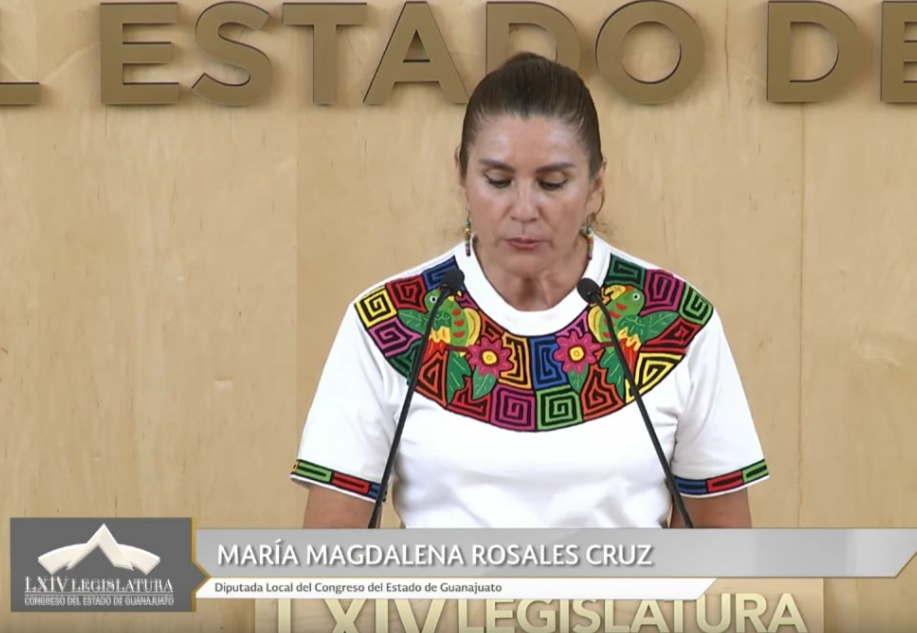 L ESTADO DE
MARÍA MAGDALENA ROSALES CRUZ
Diputada Local del Congreso del Estado de Guanajuato
LXIV LEGISLATURA
CONGRESO DEL ESTADO DE GUANAJUATO
LXIV LEGISLATURA